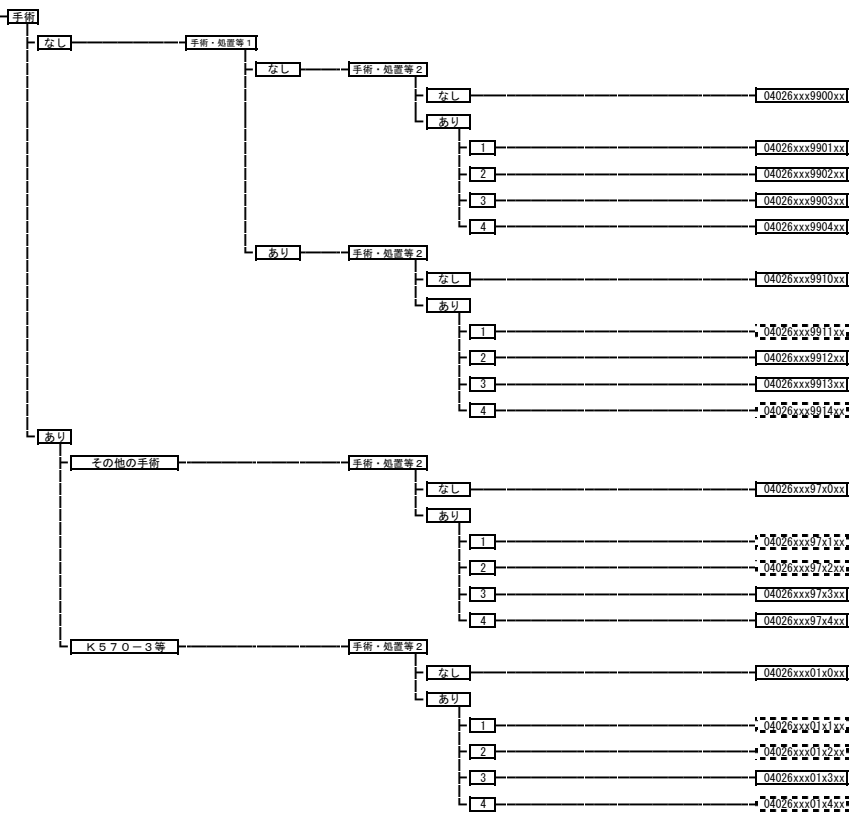 手術
なし 手術・処置等1
なし 手術・処置等2
なし 04026xxx9900xx
あり
1 04026xxx9901xx
2 04026xxx9902xx
3 04026xxx9903xx
4 04026xxx9904xx
あり 手術・処置等2
なし 04026xxx9910xx
あり
1 04026xxx9911xx
2 04026xxx9912xx
3 04026xxx9913xx
4 04026xxx9914xx
あり
その他の手術 手術・処置等2
なし 04026xxx97x0xx
あり
1 04026xxx97x1xx
2 04026xxx97x2xx
3 04026xxx97x3xx
4 04026xxx97x4xx
K570-3等 手術・処置等2
なし 04026xxx01x0xx
あり
1 04026xxx01x1xx
2 04026xxx01x2xx
3 04026xxx01x3xx
4 04026xxx01x4xx